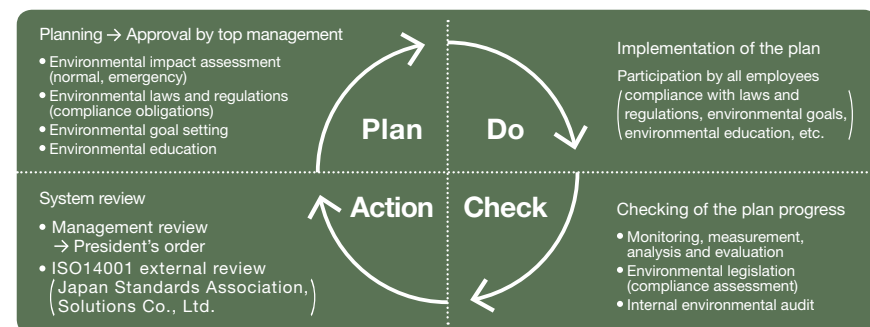 Planning → Approval by top management
• Environmental impact assessment
(normal, emergency)
• Environmental laws and regulations
(compliance obligations)
• Environmental goal setting
• Environmental education
Plan
Do
Implementation of the plan
Participation by all employees
(compliance with laws and
regulations, environmental goals,
environmental education, etc.)
System review
• Management review
→ President's order
• ISO14001 external review
(Japan Standards Association,
Solutions Co., Ltd.)
Action
Check
Checking of the plan progress
• Monitoring, measurement,
analysis and evaluation
• Environmental legislation
(compliance assessment)
• Internal environmental audit